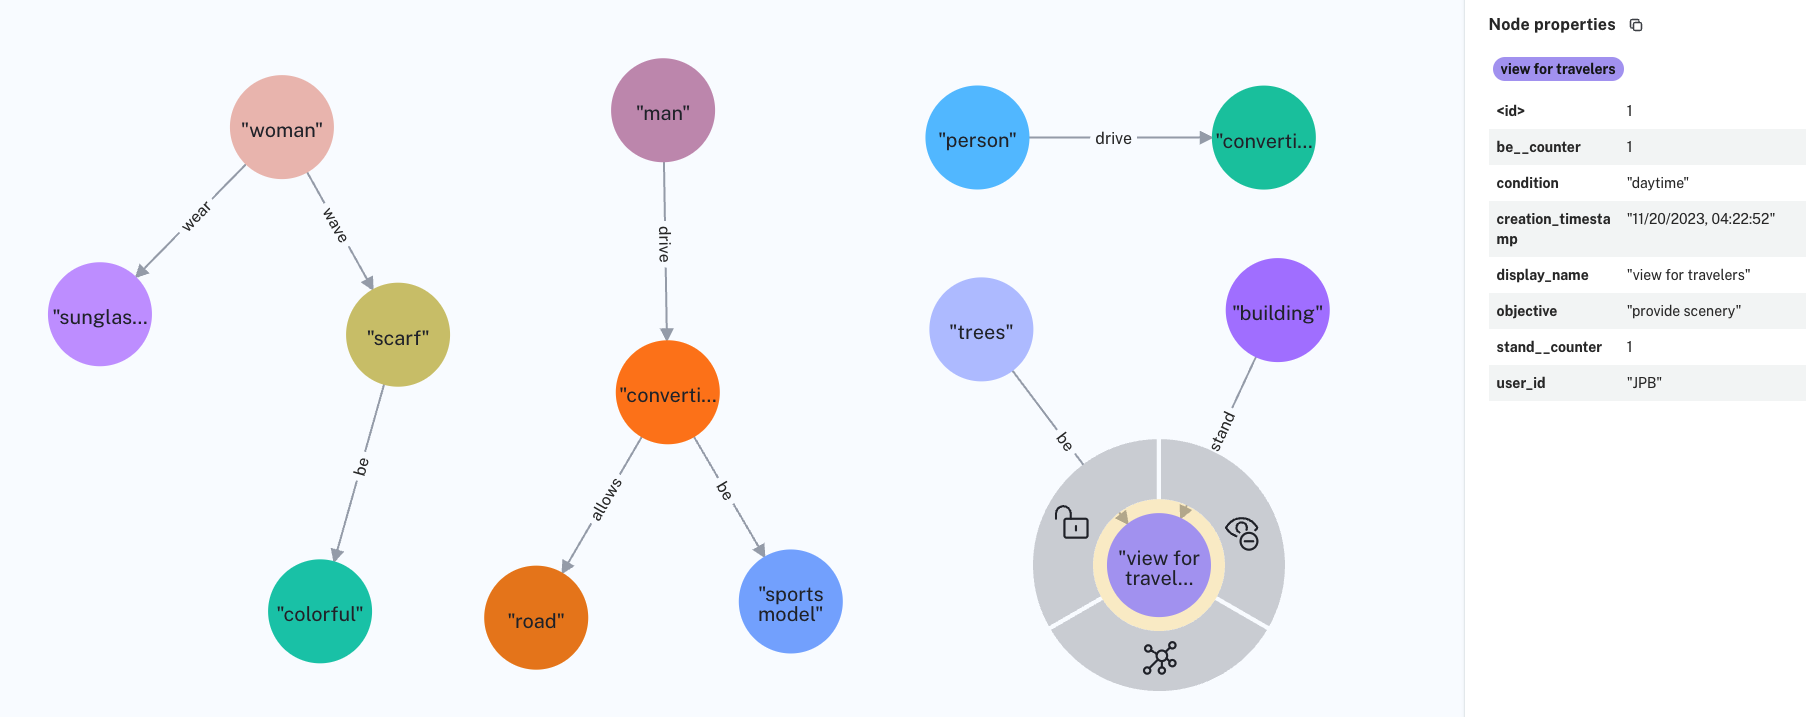 "woman"
wear
wave
"sunglas...
"scarf"
be
"colorful"
"man"
drive
"converti...
allows
be
"road"
"sports
model"
"person"
drive
"converti...
"trees"
"building"
be
stand
"view for
travel...
Node properties
view for travelers
<id> 1
be__counter 1
condition "daytime"
creation_timesta "11/20/2023, 04:22:52"
mp
display_name "view for travelers"
objective "provide scenery"
stand__counter 1
user_id "JPB"